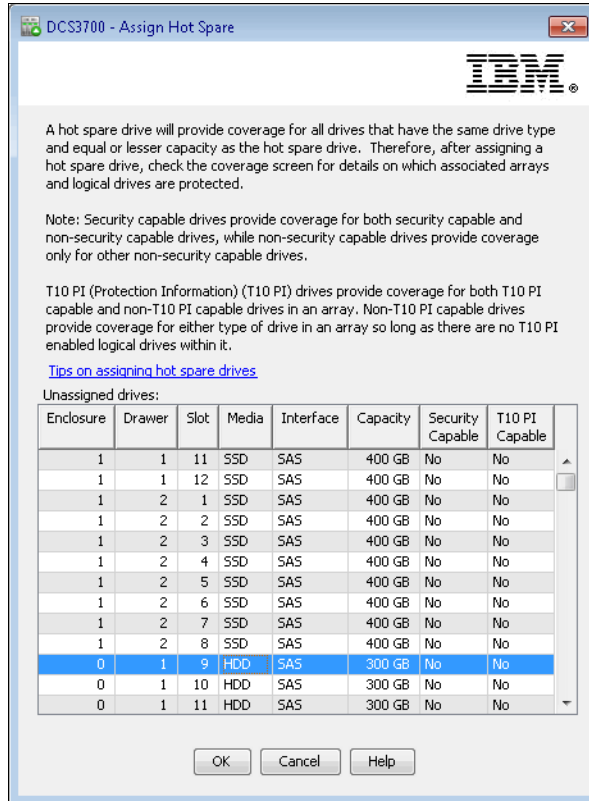 DCS3700 - Assign Hot Spare
IBM®
A hot spare drive will provide coverage for all drives that have the same drive type
and equal or lesser capacity as the hot spare drive. Therefore, after assigning a
hot spare drive, check the coverage screen for details on which associated arrays
and logical drives are protected.
Note: Security capable drives provide coverage for both security capable and
non-security capable drives, while non-security capable drives provide coverage
only for other non-security capable drives.
T10 PI (Protection Information) (T10 PI) drives provide coverage for both T10 PI
capable and non-T10 PI capable drives in an array. Non-T10 PI capable drives
provide coverage for either type of drive in an array so long as there are no T10 PI
enabled logical drives within it.
Tips on assigning hot spare drives
Unassigned drives:
Enclosure Drawer Slot Media Interface Capacity Security Capable T10 PI Capable
1 1 11 SSD SAS 400 GB No No
1 1 12 SSD SAS 400 GB No No
1 2 1 SSD SAS 400 GB No No
1 2 2 SSD SAS 400 GB No No
1 2 3 SSD SAS 400 GB No No
1 2 4 SSD SAS 400 GB No No
1 2 5 SSD SAS 400 GB No No
1 2 6 SSD SAS 400 GB No No
1 2 7 SSD SAS 400 GB No No
1 2 8 SSD SAS 400 GB No No
0 1 9 HDD SAS 300 GB No No
0 1 10 HDD SAS 300 GB No No
0 1 11 HDD SAS 300 GB No No
OK Cancel Help